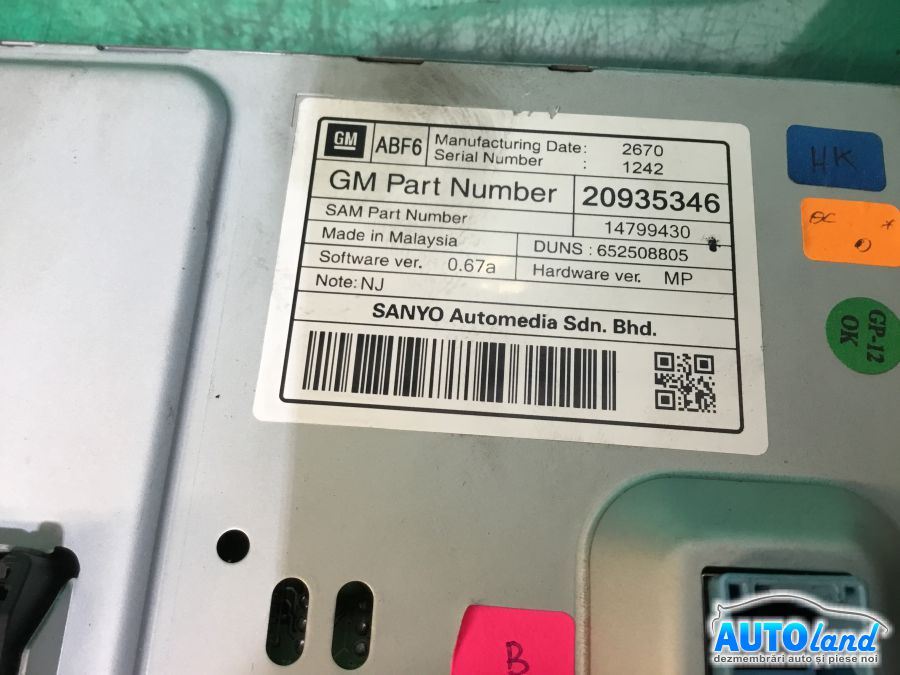 GM ABF6 Manufacturing Date: 2670
Serial Number : 1242
GM Part Number 20935346
SAM Part Number 14799430
Made in Malaysia DUNS : 652508805
Software ver. 0.67a Hardware ver. MP
Note: NJ
SANYO Automedia Sdn. Bhd.
HK
GP-12
OK
B
AUTOland
dezmembrări auto și piese noi